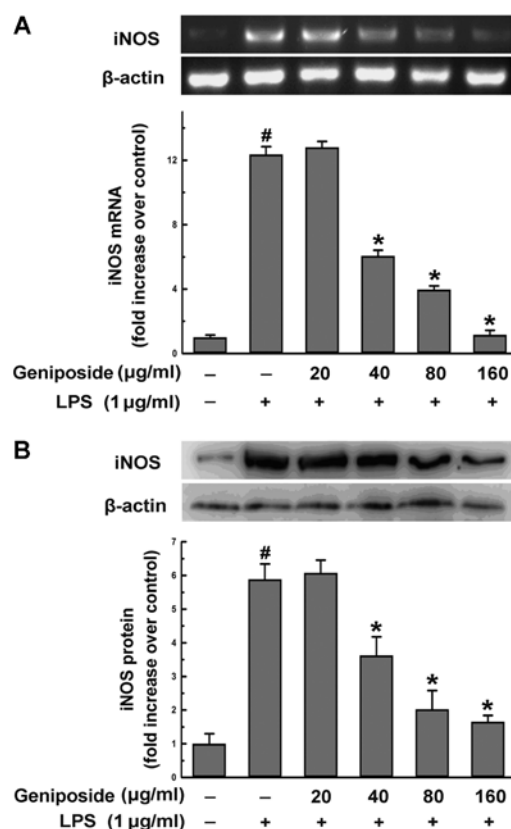 A
iNOS
β-actin
#
12
*
iNOS mRNA
(fold increase over control)
8
*
4
*
0
Geniposide (μg/ml) – – 20 40 80 160
LPS (1 μg/ml) – + + + + +
B
iNOS
β-actin
7
#
6
5
*
iNOS protein
(fold increase over control)
4
3
*
*
2
1
0
Geniposide (μg/ml) – – 20 40 80 160
LPS (1 μg/ml) – + + + + +